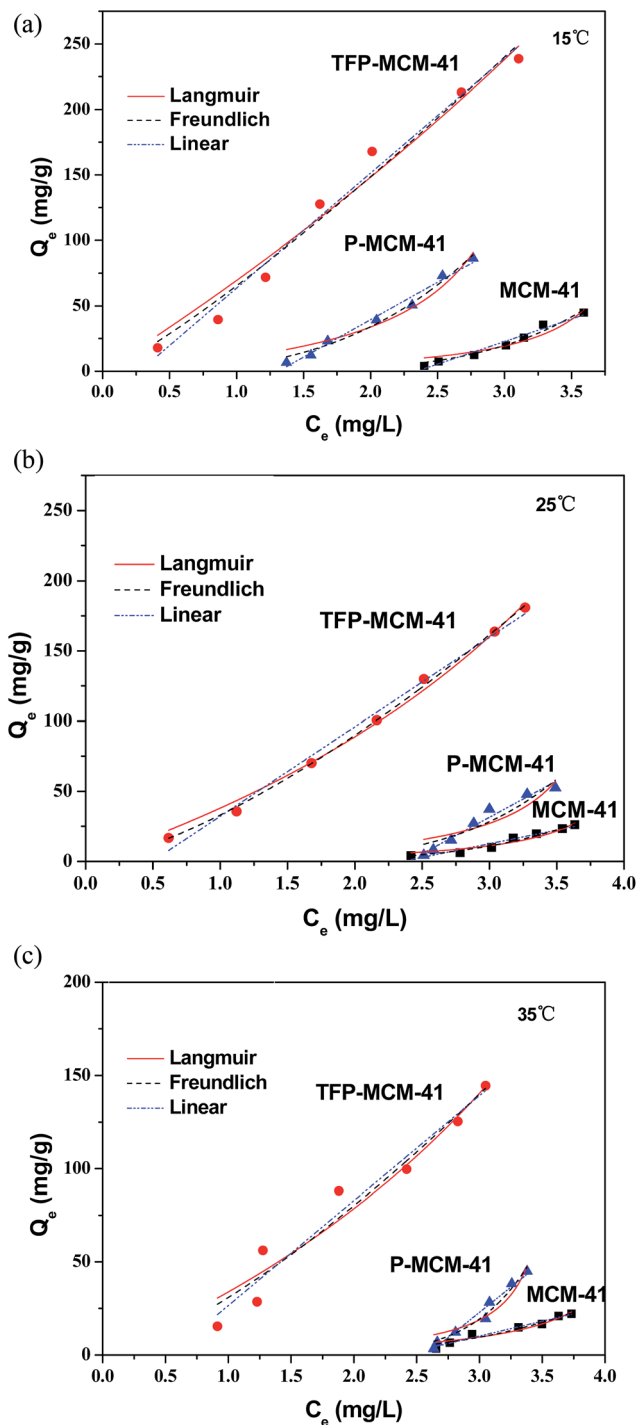 (a)
15℃
TFP-MCM-41
Langmuir
Freundlich
Linear
P-MCM-41
MCM-41
250
200
150
100
50
0
Qe (mg/g)
0.0 0.5 1.0 1.5 2.0 2.5 3.0 3.5
Ce (mg/L)
(b)
25℃
Langmuir
Freundlich
Linear
TFP-MCM-41
P-MCM-41
MCM-41
250
200
150
100
50
0
Qe (mg/g)
0.0 0.5 1.0 1.5 2.0 2.5 3.0 3.5 4.0
Ce (mg/L)
(c)
35℃
Langmuir
Freundlich
Linear
TFP-MCM-41
P-MCM-41
MCM-41
200
150
100
50
0
Qe (mg/g)
0.0 0.5 1.0 1.5 2.0 2.5 3.0 3.5 4.0
Ce (mg/L)